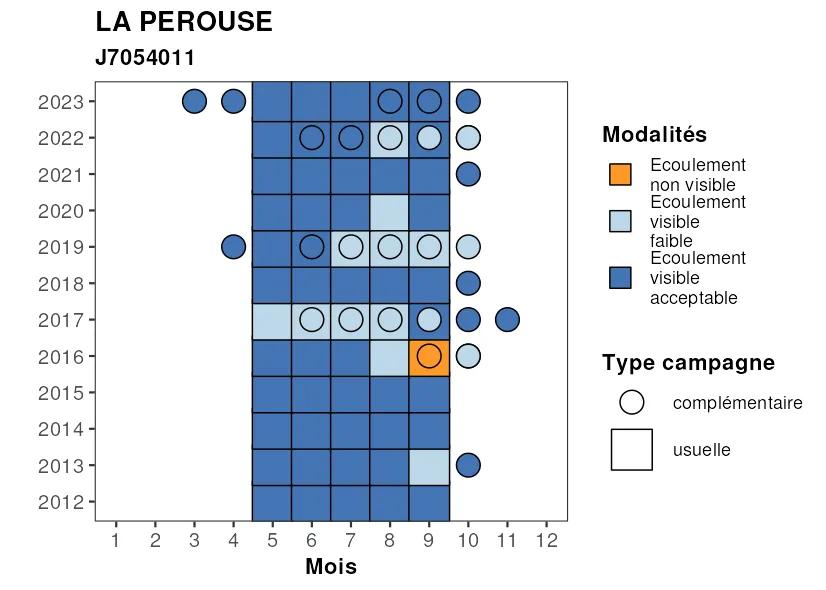 LA PEROUSE
J7054011
2023
2022
2021
2020
2019
2018
2017
2016
2015
2014
2013
2012
1 2 3 4 5 6 7 8 9 10 11 12
Mois
Modalités
Ecoulement
non visible
Ecoulement
visible
faible
Ecoulement
visible
acceptable
Type campagne
complémentaire
usuelle